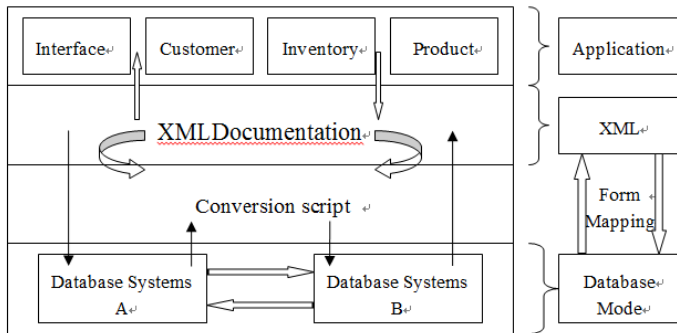 Interface Customer Inventory Product Application
XMLDocumentation XML
Conversion script
Form
Mapping
Database Systems
A
Database Systems
B
Database
Mode